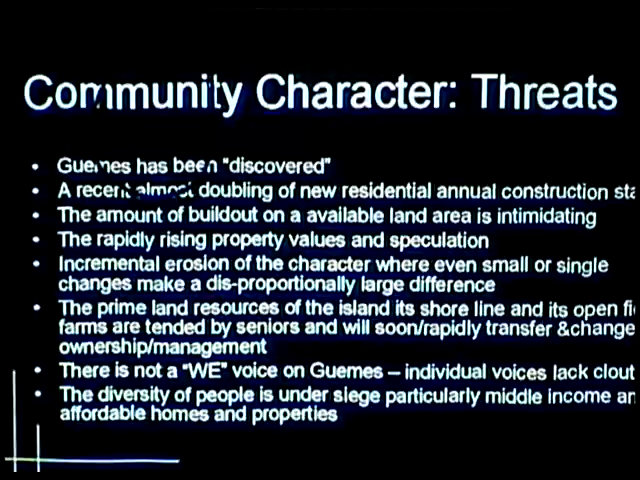 Community Character: Threats
• Guemes has been "discovered"
• A recent almost doubling of new residential annual construction
• The amount of buildout on a available land area is intimidating
• The rapidly rising property values and speculation
• Incremental erosion of the character where even small or single
changes make a dis-proportionally large difference
• The prime land resources of the island its shore line and its open
farms are tended by seniors and will soon/rapidly transfer &change
ownership/management
• There is not a "WE" voice on Guemes – individual voices lack clout
• The diversity of people is under siege particularly middle income
affordable homes and properties